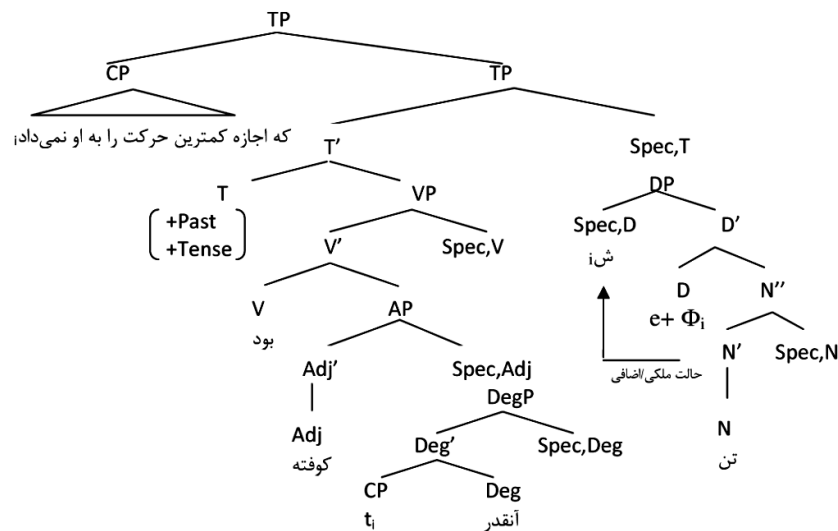 TP
CP TP
که اجازه کمترین حرکت را به او نمی‌دادi
T’ Spec,T
T VP DP
+Past
+Tense
V’ Spec,V Spec,D D’
شi
V AP D N’’
بود e+ Φi
Adj’ Spec,Adj N’ Spec,N
حالت ملکی/اضافی
DegP
Adj Deg’ Spec,Deg N
کوفته تن
CP Deg
ti آنقدر